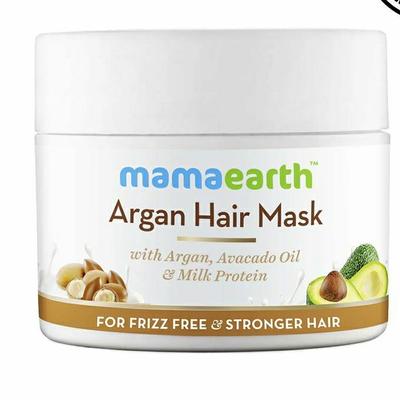 mamaearth™
Argan Hair Mask
with Argan, Avacado Oil
& Milk Protein
FOR FRIZZ FREE & STRONGER HAIR